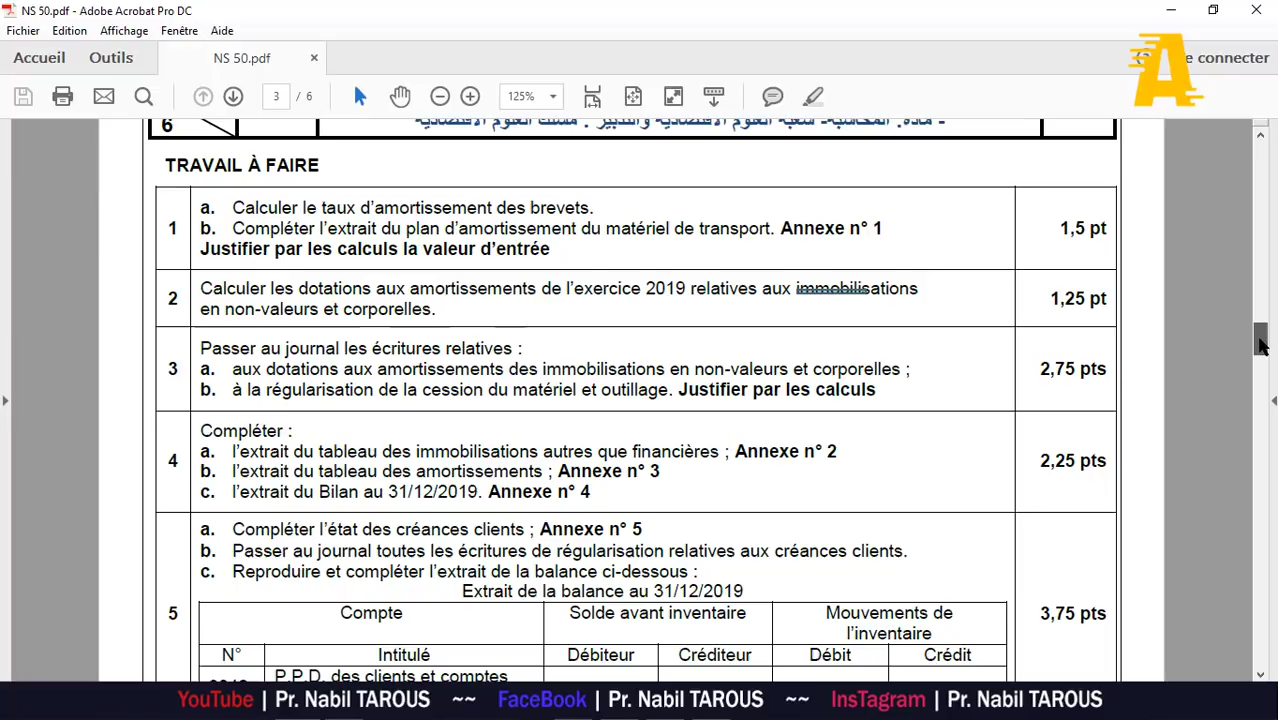 NS 50.pdf - Adobe Acrobat Pro DC
Fichier Edition Affichage Fenêtre Aide
Accueil Outils NS 50.pdf × e connecter
3 / 6 125%
6 - مادة: المحاسبة- شعبة العلوم الاقتصادية والتدبير : مسلك العلوم الاقتصادية
TRAVAIL À FAIRE
1
a. Calculer le taux d’amortissement des brevets.
b. Compléter l’extrait du plan d’amortissement du matériel de transport. Annexe n° 1
Justifier par les calculs la valeur d’entrée
1,5 pt
2
Calculer les dotations aux amortissements de l’exercice 2019 relatives aux immobilisations
en non-valeurs et corporelles.
1,25 pt
3
Passer au journal les écritures relatives :
a. aux dotations aux amortissements des immobilisations en non-valeurs et corporelles ;
b. à la régularisation de la cession du matériel et outillage. Justifier par les calculs
2,75 pts
4
Compléter :
a. l’extrait du tableau des immobilisations autres que financières ; Annexe n° 2
b. l’extrait du tableau des amortissements ; Annexe n° 3
c. l’extrait du Bilan au 31/12/2019. Annexe n° 4
2,25 pts
5
a. Compléter l’état des créances clients ; Annexe n° 5
b. Passer au journal toutes les écritures de régularisation relatives aux créances clients.
c. Reproduire et compléter l’extrait de la balance ci-dessous :
3,75 pts
Extrait de la balance au 31/12/2019
Compte Solde avant inventaire Mouvements de
l’inventaire
N° Intitulé Débiteur Créditeur Débit Crédit
P.P.D. des clients et comptes
YouTube | Pr. Nabil TAROUS ~~ FaceBook | Pr. Nabil TAROUS ~~ InsTagram | Pr. Nabil TAROUS